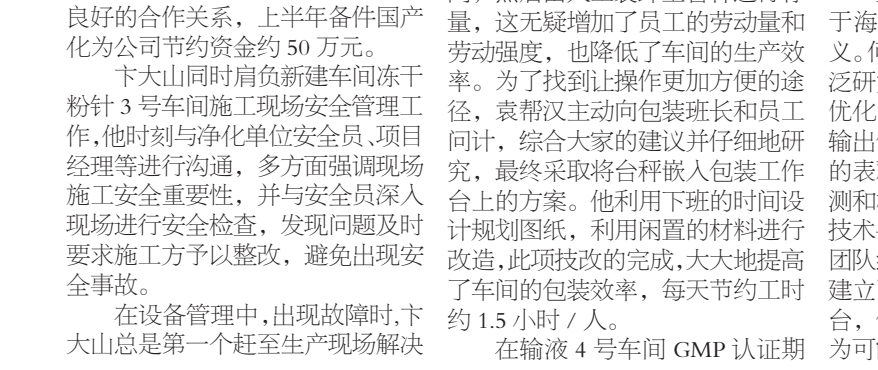 良好的合作关系，上半年备件国产
化为公司节约资金约 50 万元。
卞大山同时肩负新建车间冻干
粉针 3 号车间施工现场安全管理工
作，他时刻与净化单位安全员、项目
经理等进行沟通，多方面强调现场
施工安全重要性，并与安全员深入
现场进行安全检查，发现问题及时
要求施工方予以整改，避免出现安
全事故。
在设备管理中，出现故障时，卞
大山总是第一个赶至生产现场解决
量，这无疑增加了员工的劳动量和
劳动强度，也降低了车间的生产效
率。为了找到让操作更加方便的途
径，袁帮汉主动向包装班长和员工
问计，综合大家的建议并仔细地研
究，最终采取将台秤嵌入包装工作
台上的方案。他利用下班的时间设
计规划图纸，利用闲置的材料进行
改造，此项技改的完成，大大地提高
了车间的包装效率，每天节约工时
约 1.5 小时 / 人。
在输液 4 号车间 GMP 认证期
于海
义。
泛研
优化
输出
的表
测和
技术
团队
建立
台，
为可